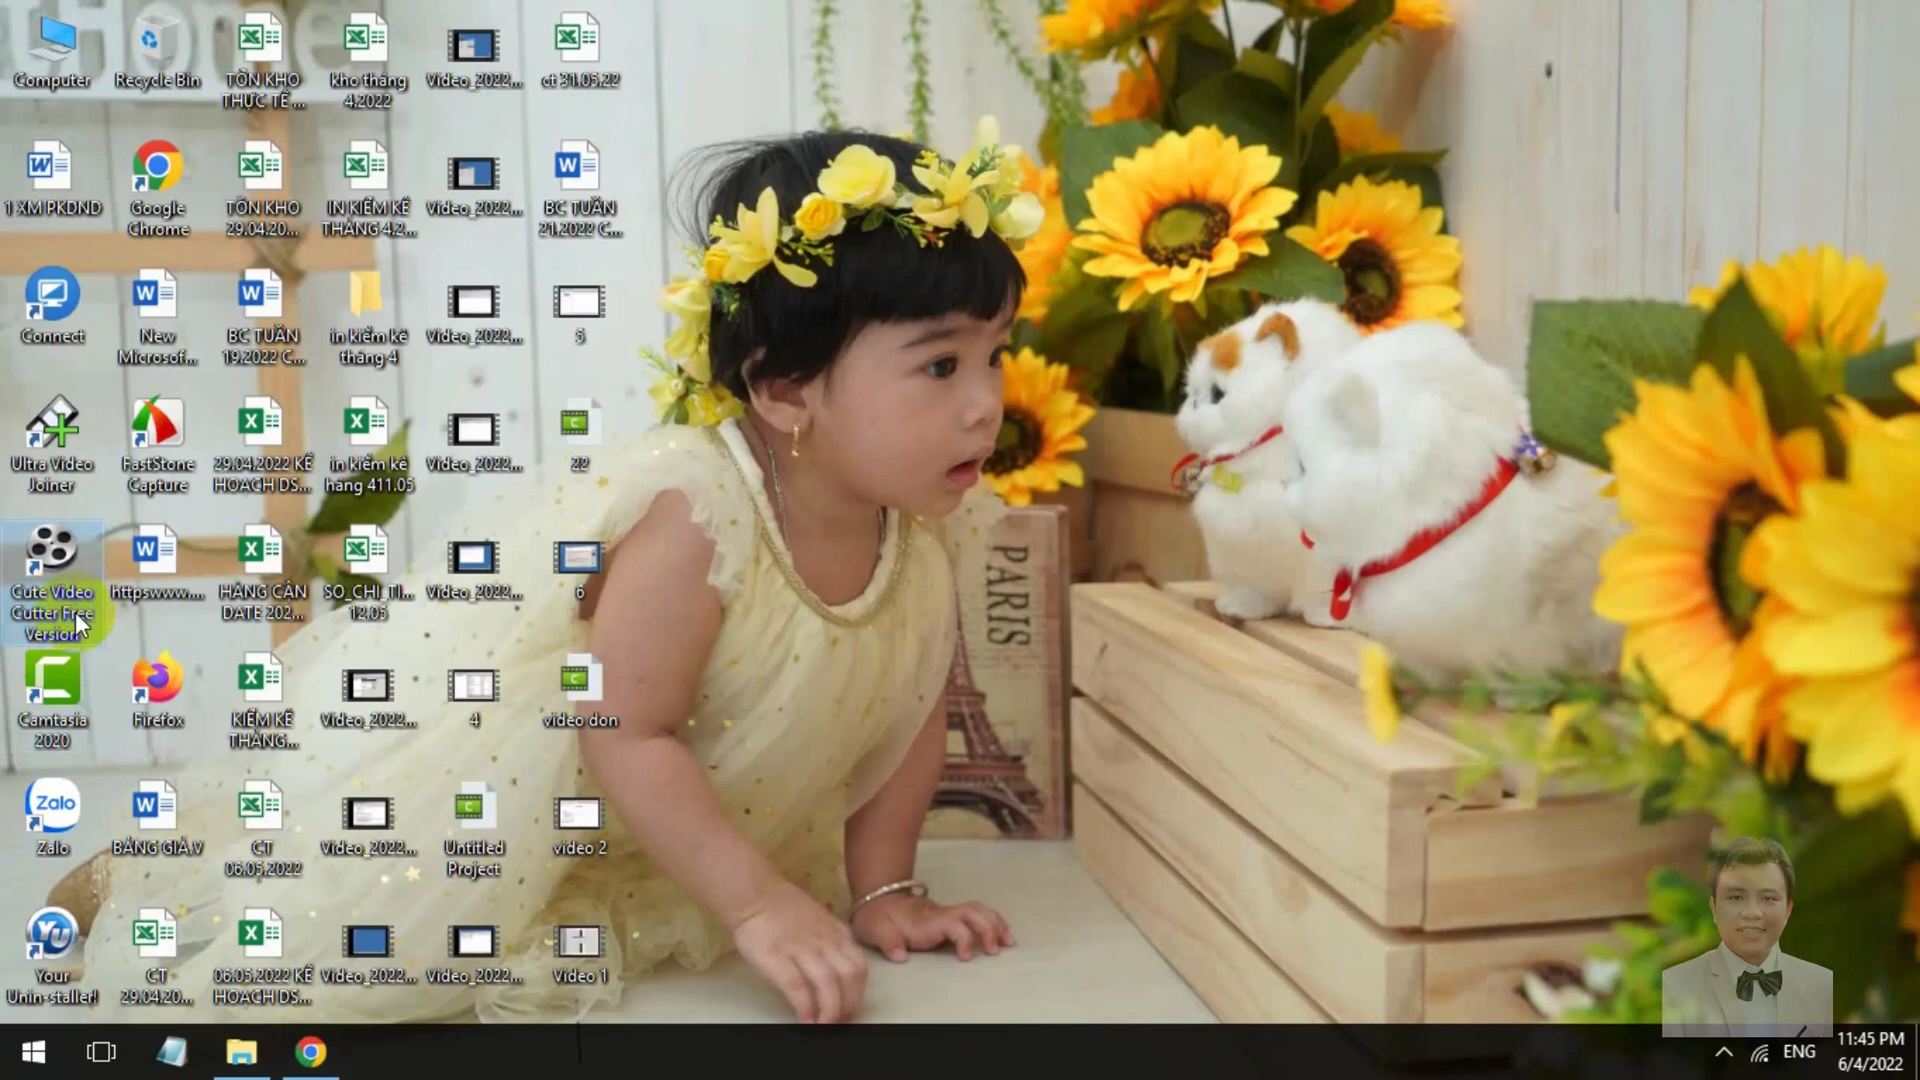 tHome
Computer
Recycle Bin
TỒN KHO
THỰC TẾ ...
kho tháng
4.2022
Video_2022...
ct 31.05.22
1 XM PKDND
Google
Chrome
TỒN KHO
29.04.20...
IN KIỂM KÊ
THÁNG 4.2...
Video_2022...
BC TUẦN
21.2022 C...
Connect
New
Microsof...
BC TUẦN
19.2022 C...
in kiểm kê
tháng 4
Video_2022...
5
Ultra Video
Joiner
FastStone
Capture
29.04.2022 KẾ
HOẠCH DS...
in kiểm kê
hang 411.05
Video_2022...
22
Cute Video
Cutter Free
Version
httpswww....
HÀNG CẬN
DATE 202...
SO_CHI_TI...
12.05
Video_2022...
6
Camtasia
2020
Firefox
KIỂM KÊ
THÁNG...
Video_2022...
4
video don
Zalo
Zalo
BẢNG GIÁ.V
CT
06.05.2022
Video_2022...
Untitled
Project
video 2
YU
Your
Unin-staller!
CT
29.04.20...
06.05.2022 KẾ
HOẠCH DS...
Video_2022...
Video_2022...
Video 1
PARIS
ENG
11:45 PM
6/4/2022